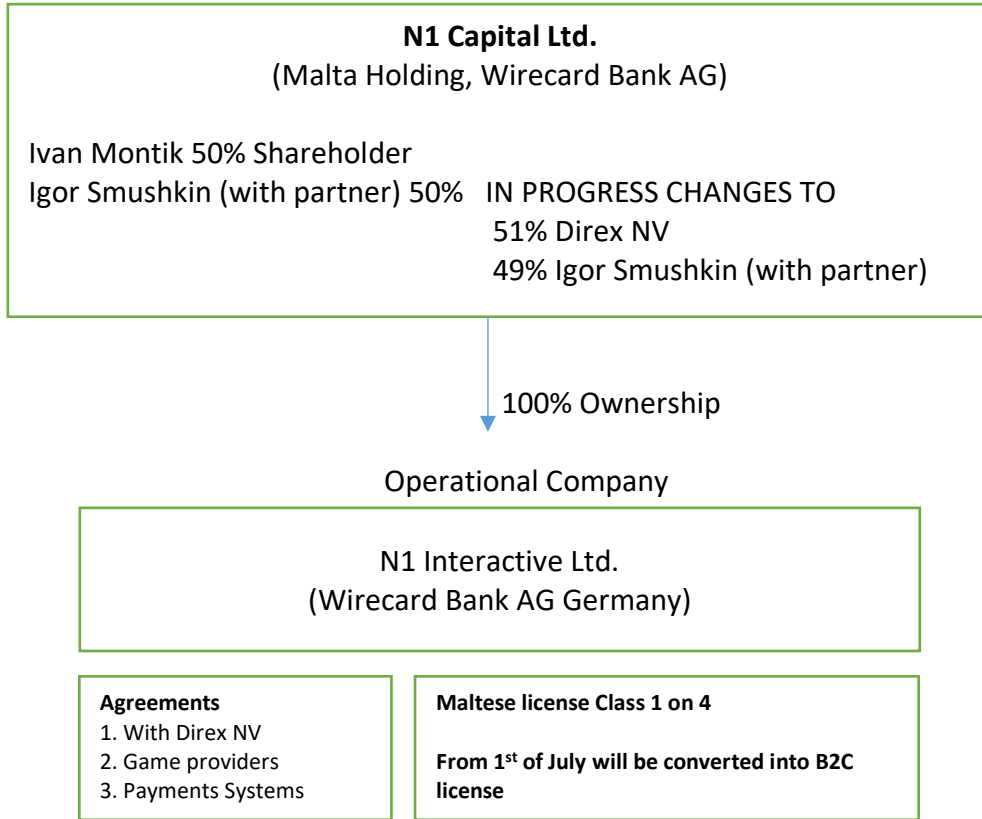 N1 Capital Ltd.
(Malta Holding, Wirecard Bank AG)
Ivan Montik 50% Shareholder
Igor Smushkin (with partner) 50% IN PROGRESS CHANGES TO
51% Direx NV
49% Igor Smushkin (with partner)
100% Ownership
Operational Company
N1 Interactive Ltd.
(Wirecard Bank AG Germany)
Agreements
1. With Direx NV
2. Game providers
3. Payments Systems
Maltese license Class 1 on 4
From 1st of July will be converted into B2C
license